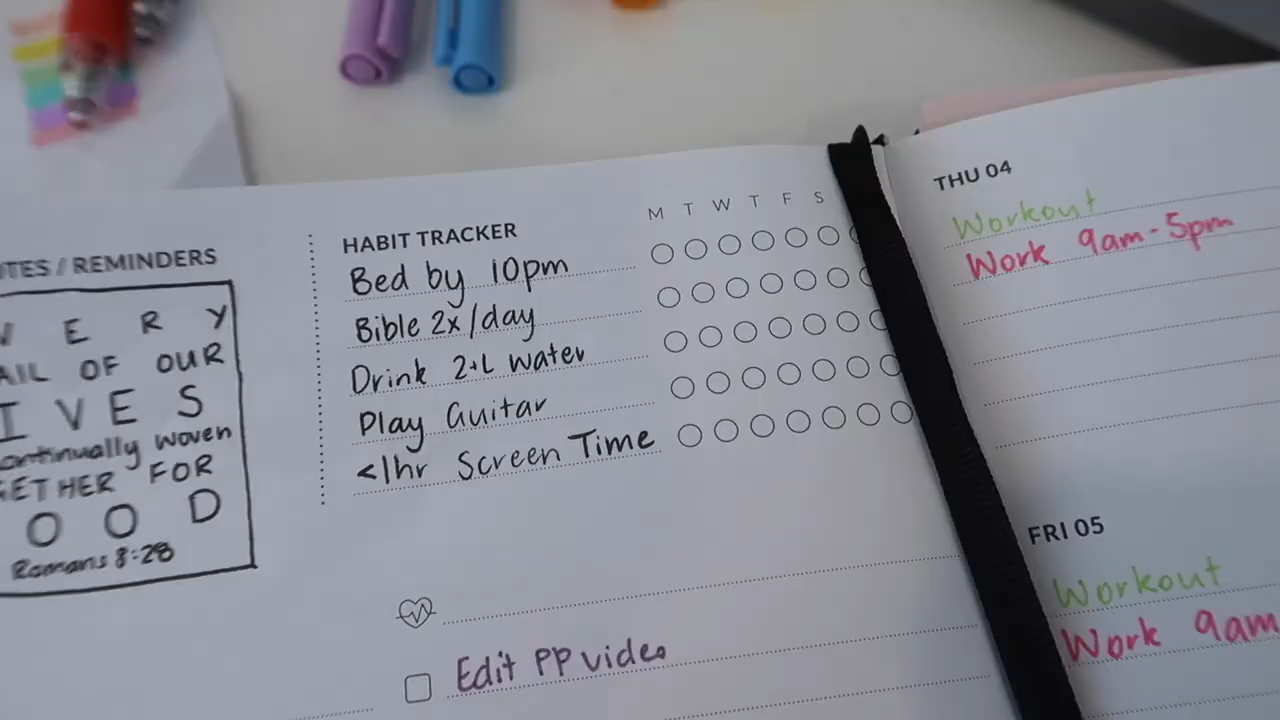 NOTES / REMINDERS
V E R Y
AIL OF OUR
I V E S
continually woven
GETHER FOR
O O D
Romans 8:28
HABIT TRACKER
M T W T F S
Bed by 10pm
Bible 2x/day
Drink 2+L water
Play Guitar
<1hr Screen Time
Edit PP video
THU 04
Workout
Work 9am-5pm
FRI 05
Workout
Work 9am